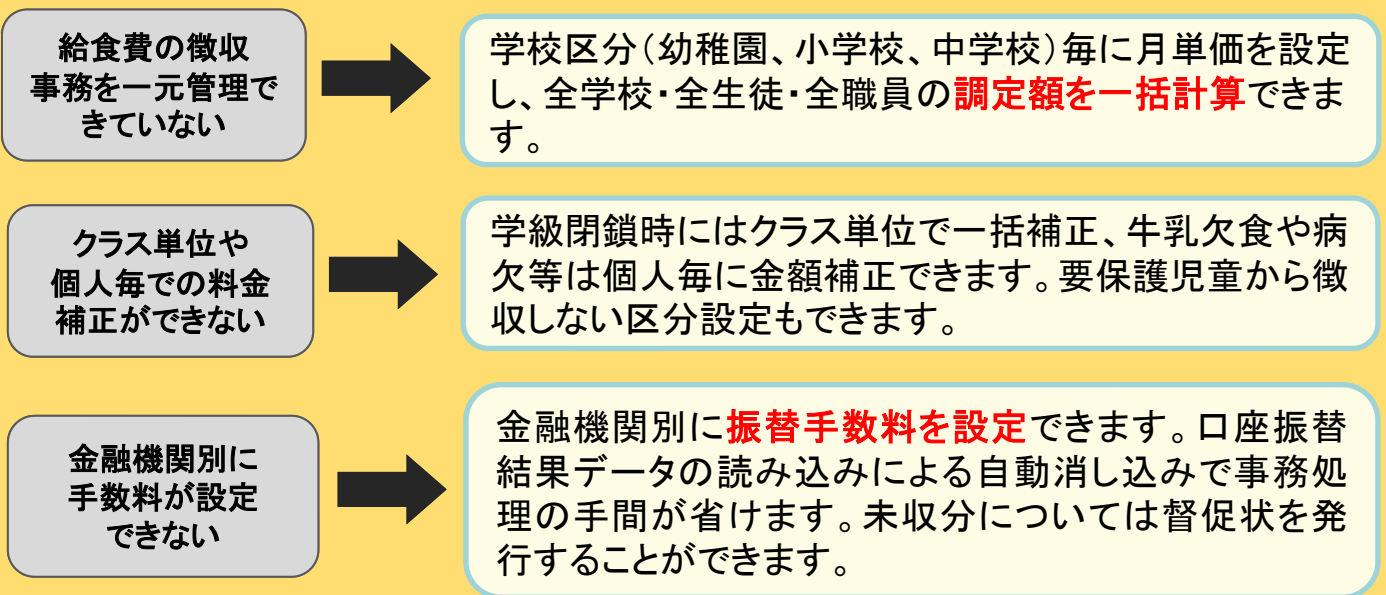 給食費の徴収
事務を一元管理で
きていない
学校区分(幼稚園、小学校、中学校)毎に月単価を設定
し、全学校・全生徒・全職員の調定額を一括計算できま
す。
クラス単位や
個人毎での料金
補正ができない
学級閉鎖時にはクラス単位で一括補正、牛乳欠食や病
欠等は個人毎に金額補正できます。要保護児童から徴
収しない区分設定もできます。
金融機関別に
手数料が設定
できない
金融機関別に振替手数料を設定できます。口座振替
結果データの読み込みによる自動消し込みで事務処
理の手間が省けます。未収分については督促状を発
行することができます。